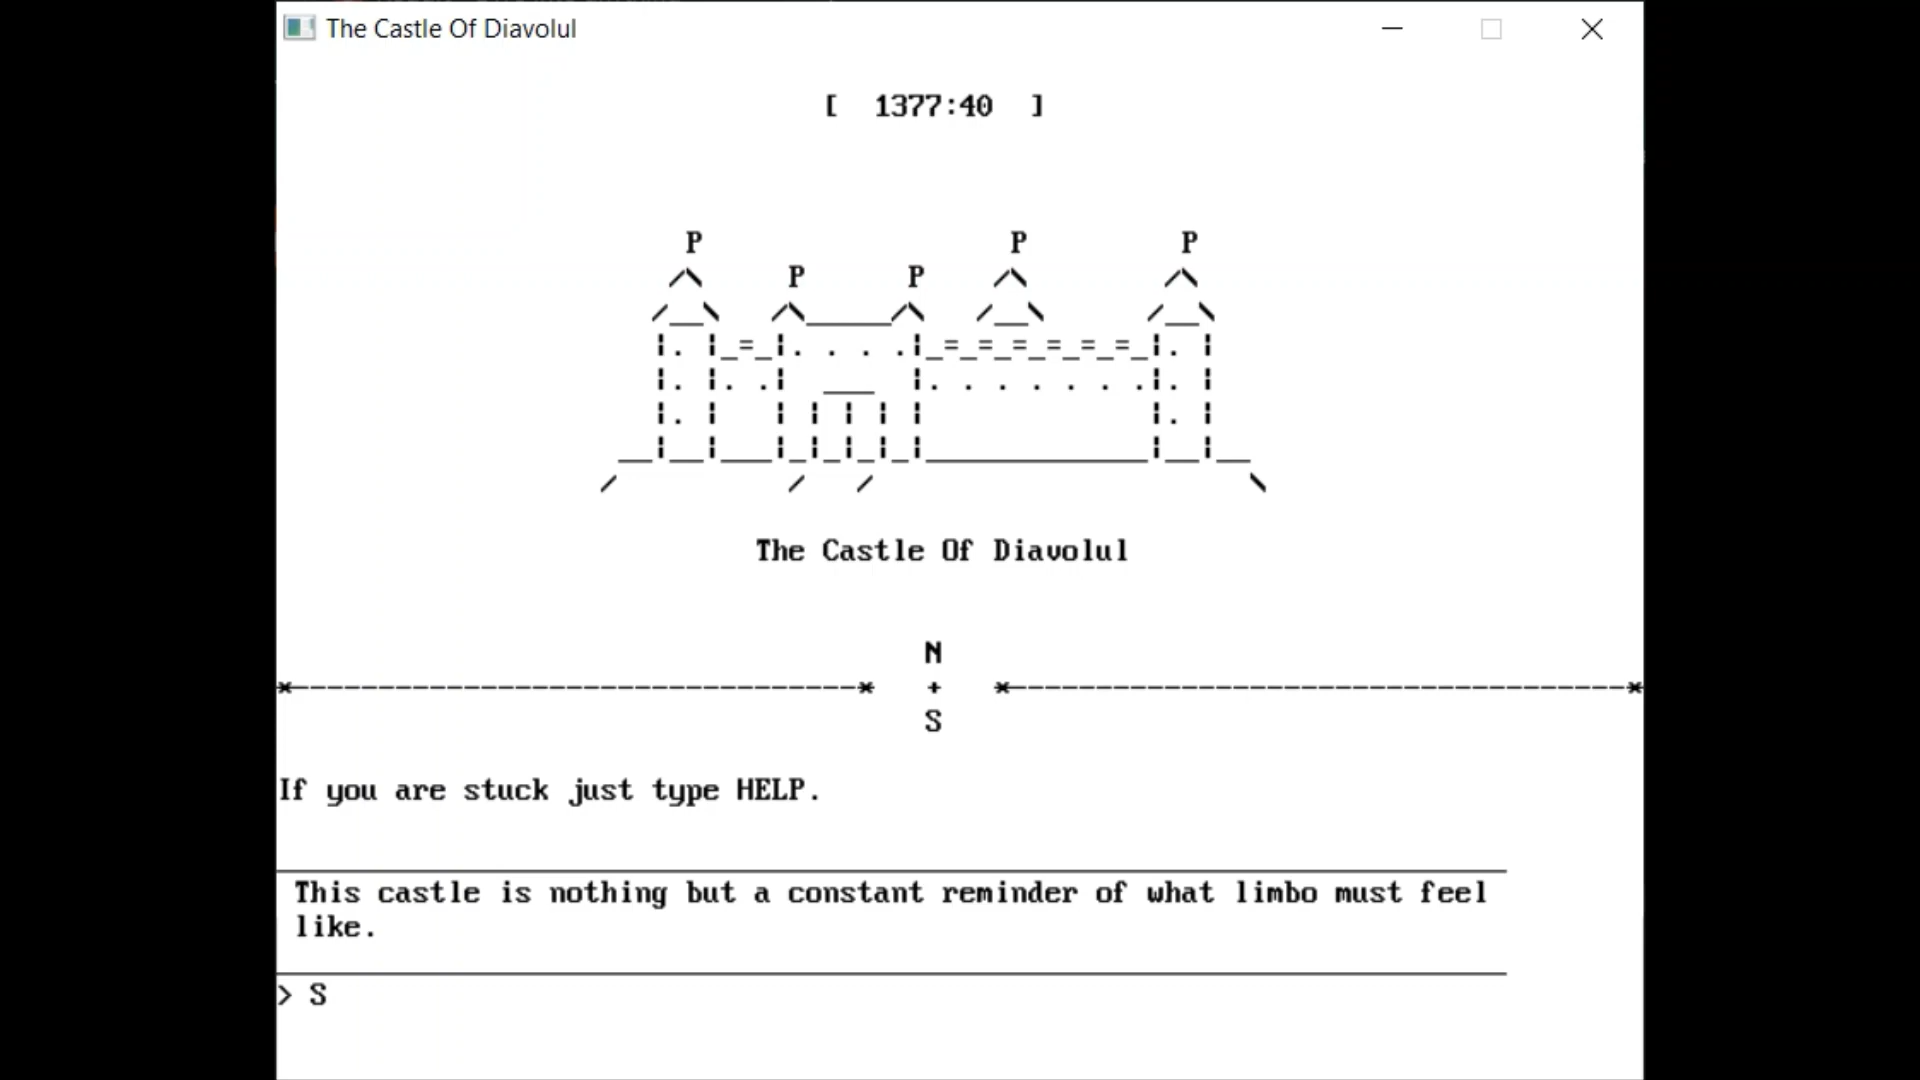 The Castle Of Diavolul
[ 1377:40 ]
P P P
P P
The Castle Of Diavolul
N
*----------------------------------* + *-------------------------------------*
S
If you are stuck just type HELP.
This castle is nothing but a constant reminder of what limbo must feel
like.
> S